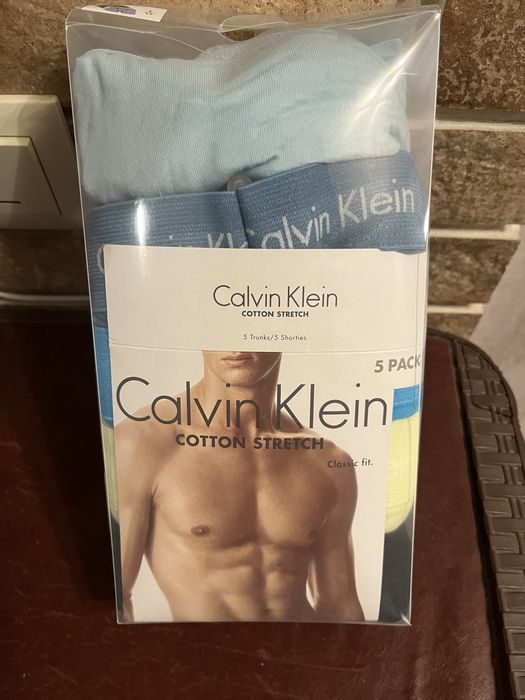 Calvin Klein
Calvin Klein
COTTON STRETCH
5 Trunks/5 Shorties
5 PACK
Calvin Klein
COTTON STRETCH
Classic fit.